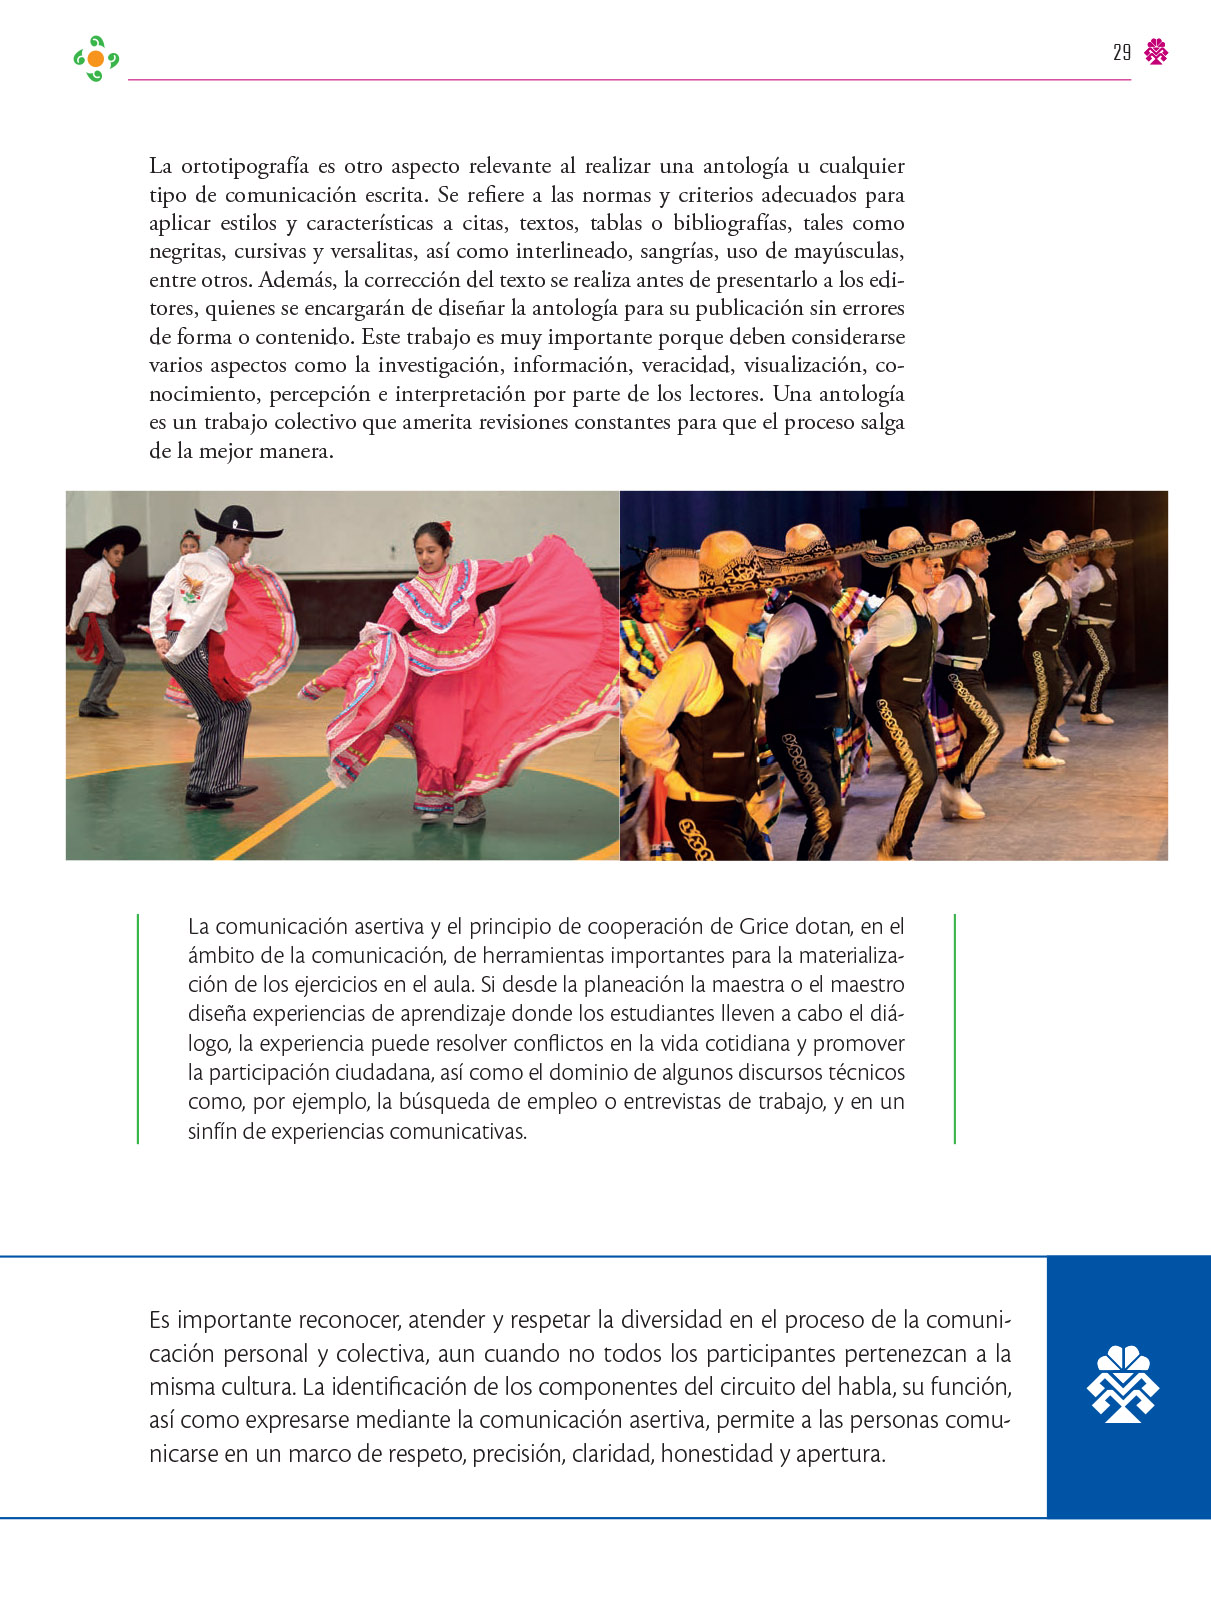 29
La ortotipografía es otro aspecto relevante al realizar una antología u cualquier
tipo de comunicación escrita. Se refiere a las normas y criterios adecuados para
aplicar estilos y características a citas, textos, tablas o bibliografías, tales como
negritas, cursivas y versalitas, así como interlineado, sangrías, uso de mayúsculas,
entre otros. Además, la corrección del texto se realiza antes de presentarlo a los edi-
tores, quienes se encargarán de diseñar la antología para su publicación sin errores
de forma o contenido. Este trabajo es muy importante porque deben considerarse
varios aspectos como la investigación, información, veracidad, visualización, co-
nocimiento, percepción e interpretación por parte de los lectores. Una antología
es un trabajo colectivo que amerita revisiones constantes para que el proceso salga
de la mejor manera.
La comunicación asertiva y el principio de cooperación de Grice dotan, en el
ámbito de la comunicación, de herramientas importantes para la materializa-
ción de los ejercicios en el aula. Si desde la planeación la maestra o el maestro
diseña experiencias de aprendizaje donde los estudiantes lleven a cabo el diá-
logo, la experiencia puede resolver conflictos en la vida cotidiana y promover
la participación ciudadana, así como el dominio de algunos discursos técnicos
como, por ejemplo, la búsqueda de empleo o entrevistas de trabajo, y en un
sinfín de experiencias comunicativas.
Es importante reconocer, atender y respetar la diversidad en el proceso de la comuni-
cación personal y colectiva, aun cuando no todos los participantes pertenezcan a la
misma cultura. La identificación de los componentes del circuito del habla, su función,
así como expresarse mediante la comunicación asertiva, permite a las personas comu-
nicarse en un marco de respeto, precisión, claridad, honestidad y apertura.